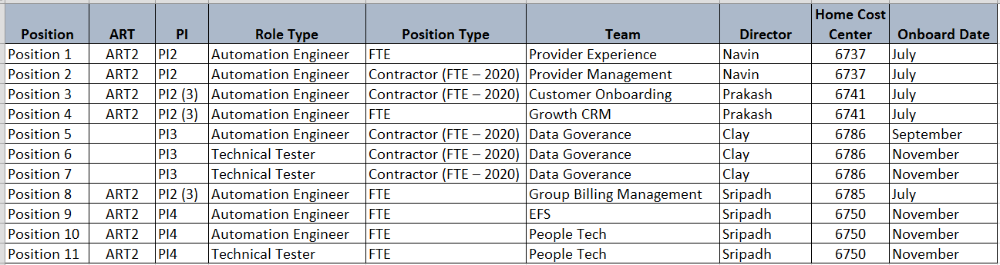 Position ART PI Role Type Position Type Team Director Home Cost Center Onboard Date
Position 1 ART2 PI2 Automation Engineer FTE Provider Experience Navin 6737 July
Position 2 ART2 PI2 Automation Engineer Contractor (FTE – 2020) Provider Management Navin 6737 July
Position 3 ART2 PI2 (3) Automation Engineer Contractor (FTE – 2020) Customer Onboarding Prakash 6741 July
Position 4 ART2 PI2 (3) Automation Engineer FTE Growth CRM Prakash 6741 July
Position 5 PI3 Automation Engineer Contractor (FTE – 2020) Data Goverance Clay 6786 September
Position 6 PI3 Technical Tester Contractor (FTE – 2020) Data Goverance Clay 6786 November
Position 7 PI3 Technical Tester Contractor (FTE – 2020) Data Goverance Clay 6786 November
Position 8 ART2 PI2 (3) Automation Engineer FTE Group Billing Management Sripadh 6785 July
Position 9 ART2 PI4 Automation Engineer FTE EFS Sripadh 6750 November
Position 10 ART2 PI4 Automation Engineer FTE People Tech Sripadh 6750 November
Position 11 ART2 PI4 Technical Tester FTE People Tech Sripadh 6750 November